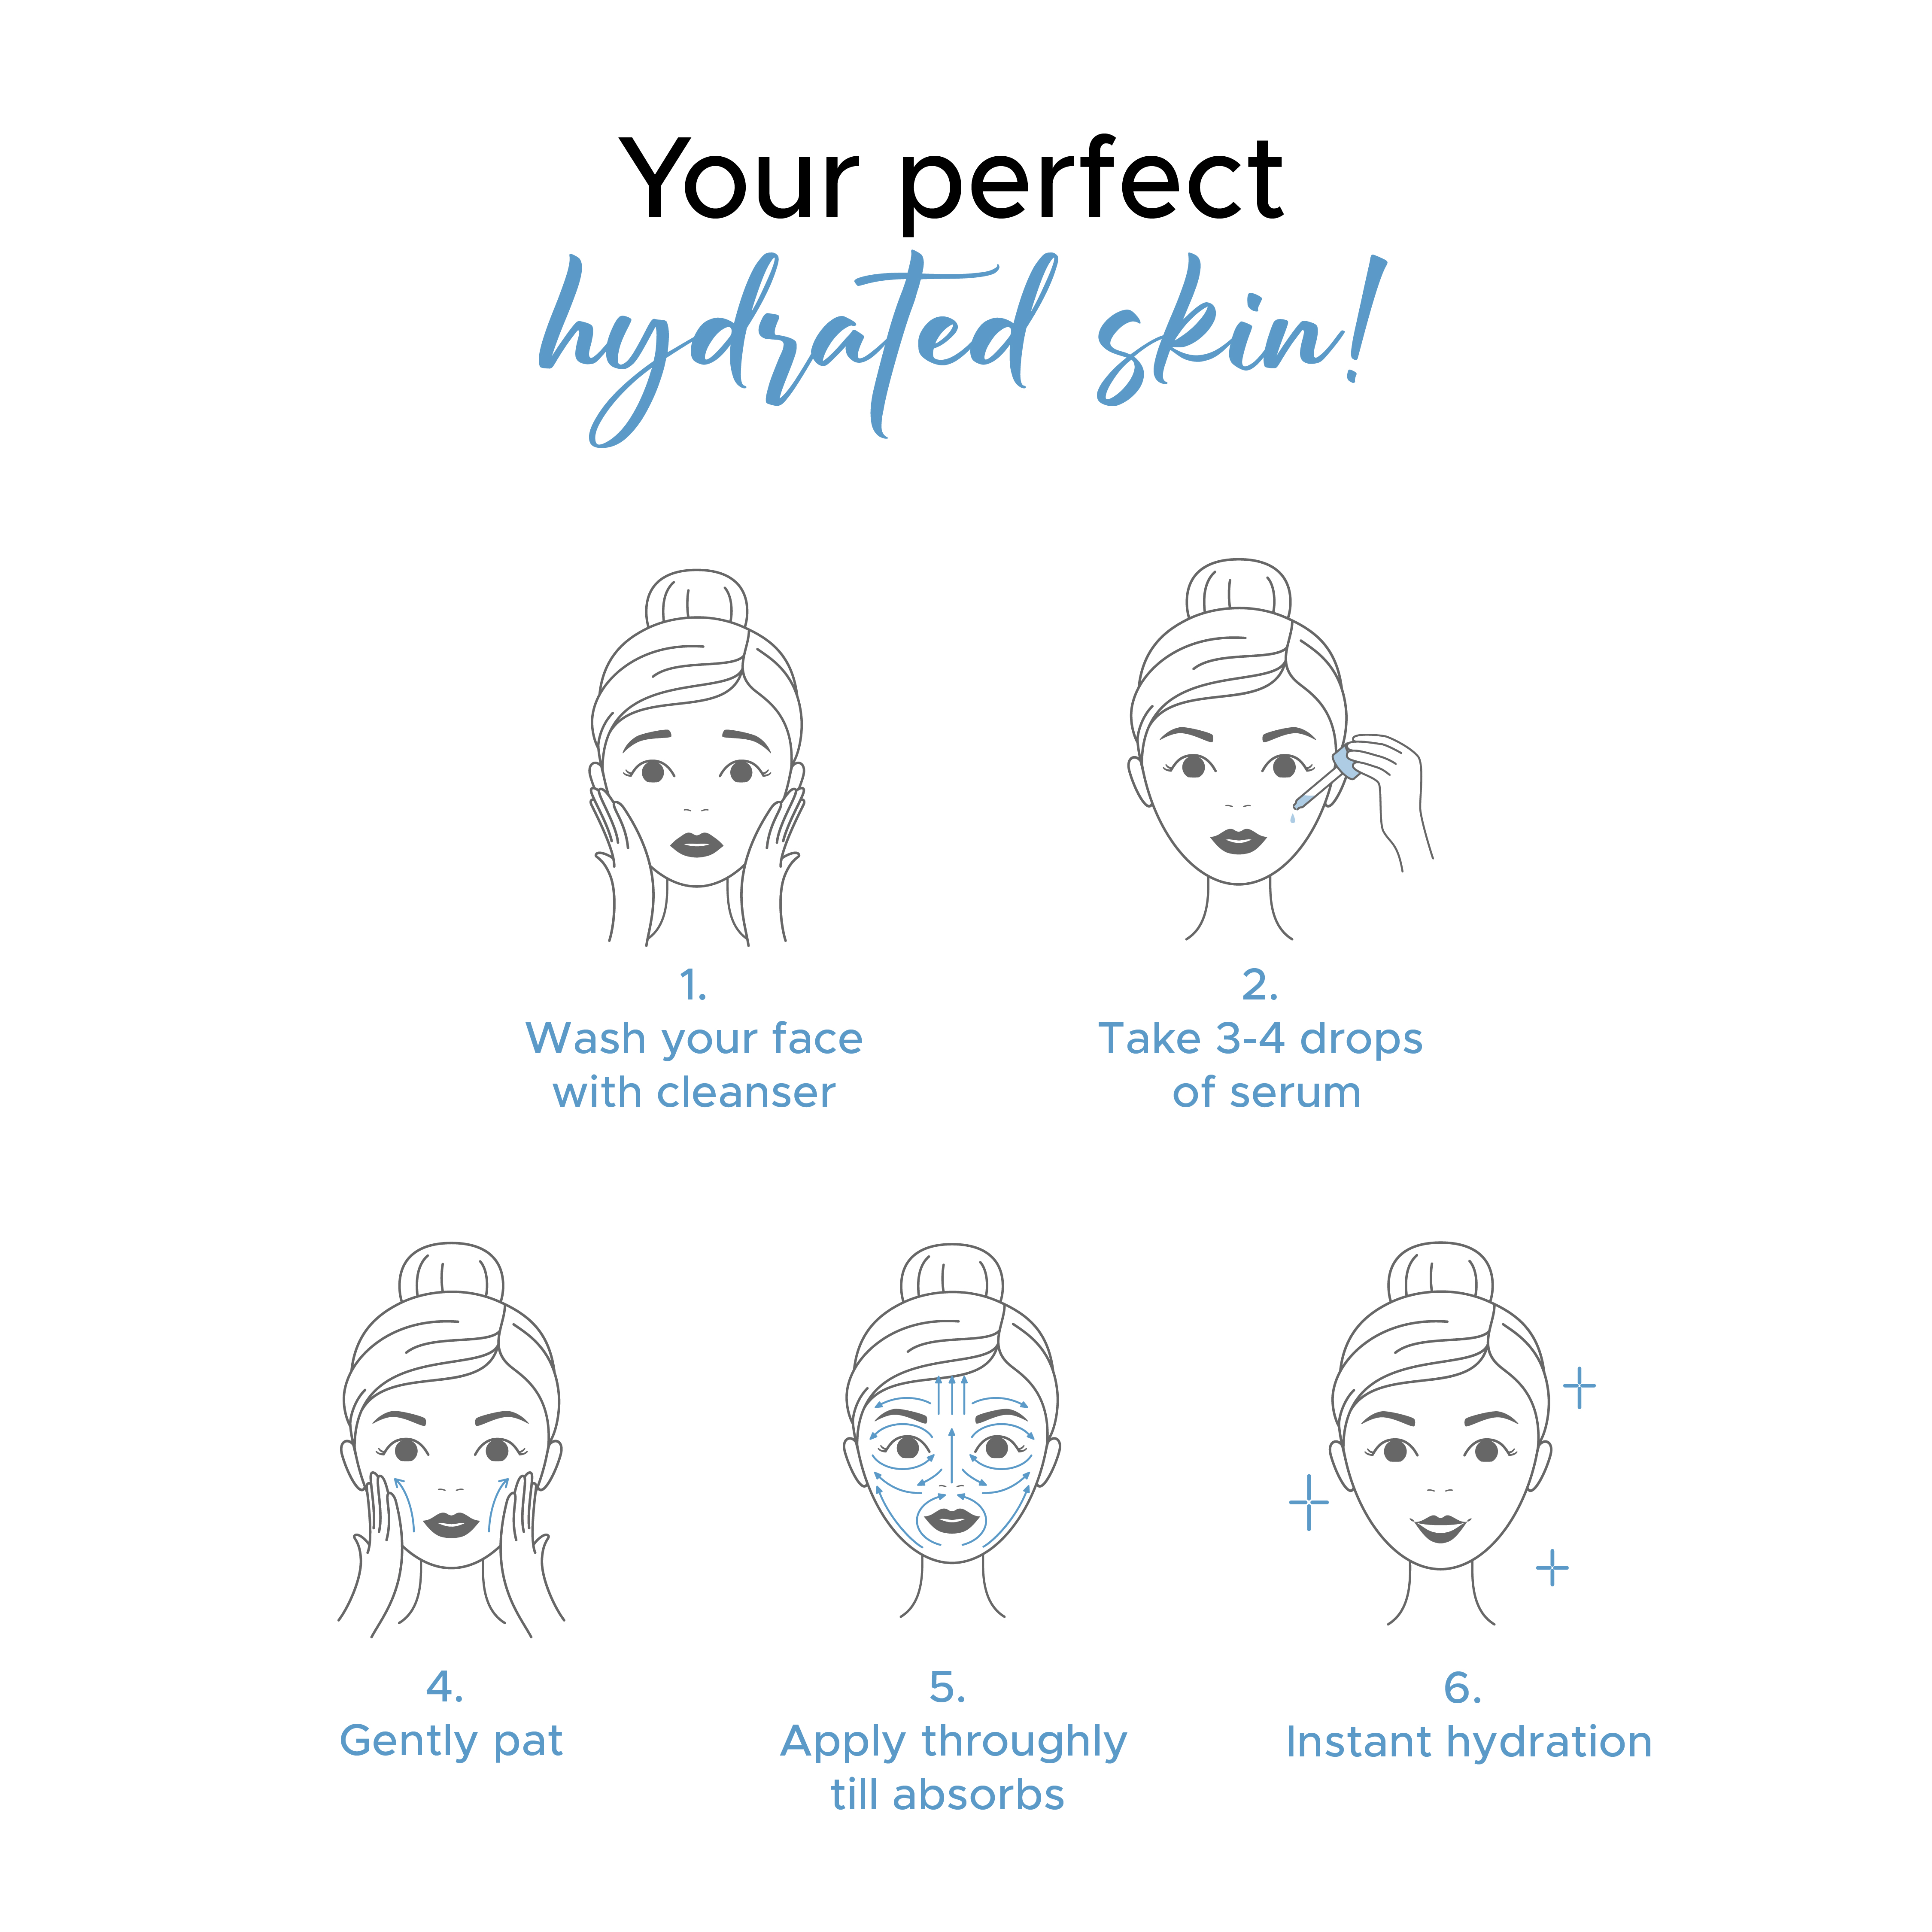 Your perfect
hydrated skin!
1.
Wash your face
with cleanser
2.
Take 3-4 drops
of serum
4.
Gently pat
5.
Apply throughly
till absorbs
6.
Instant hydration